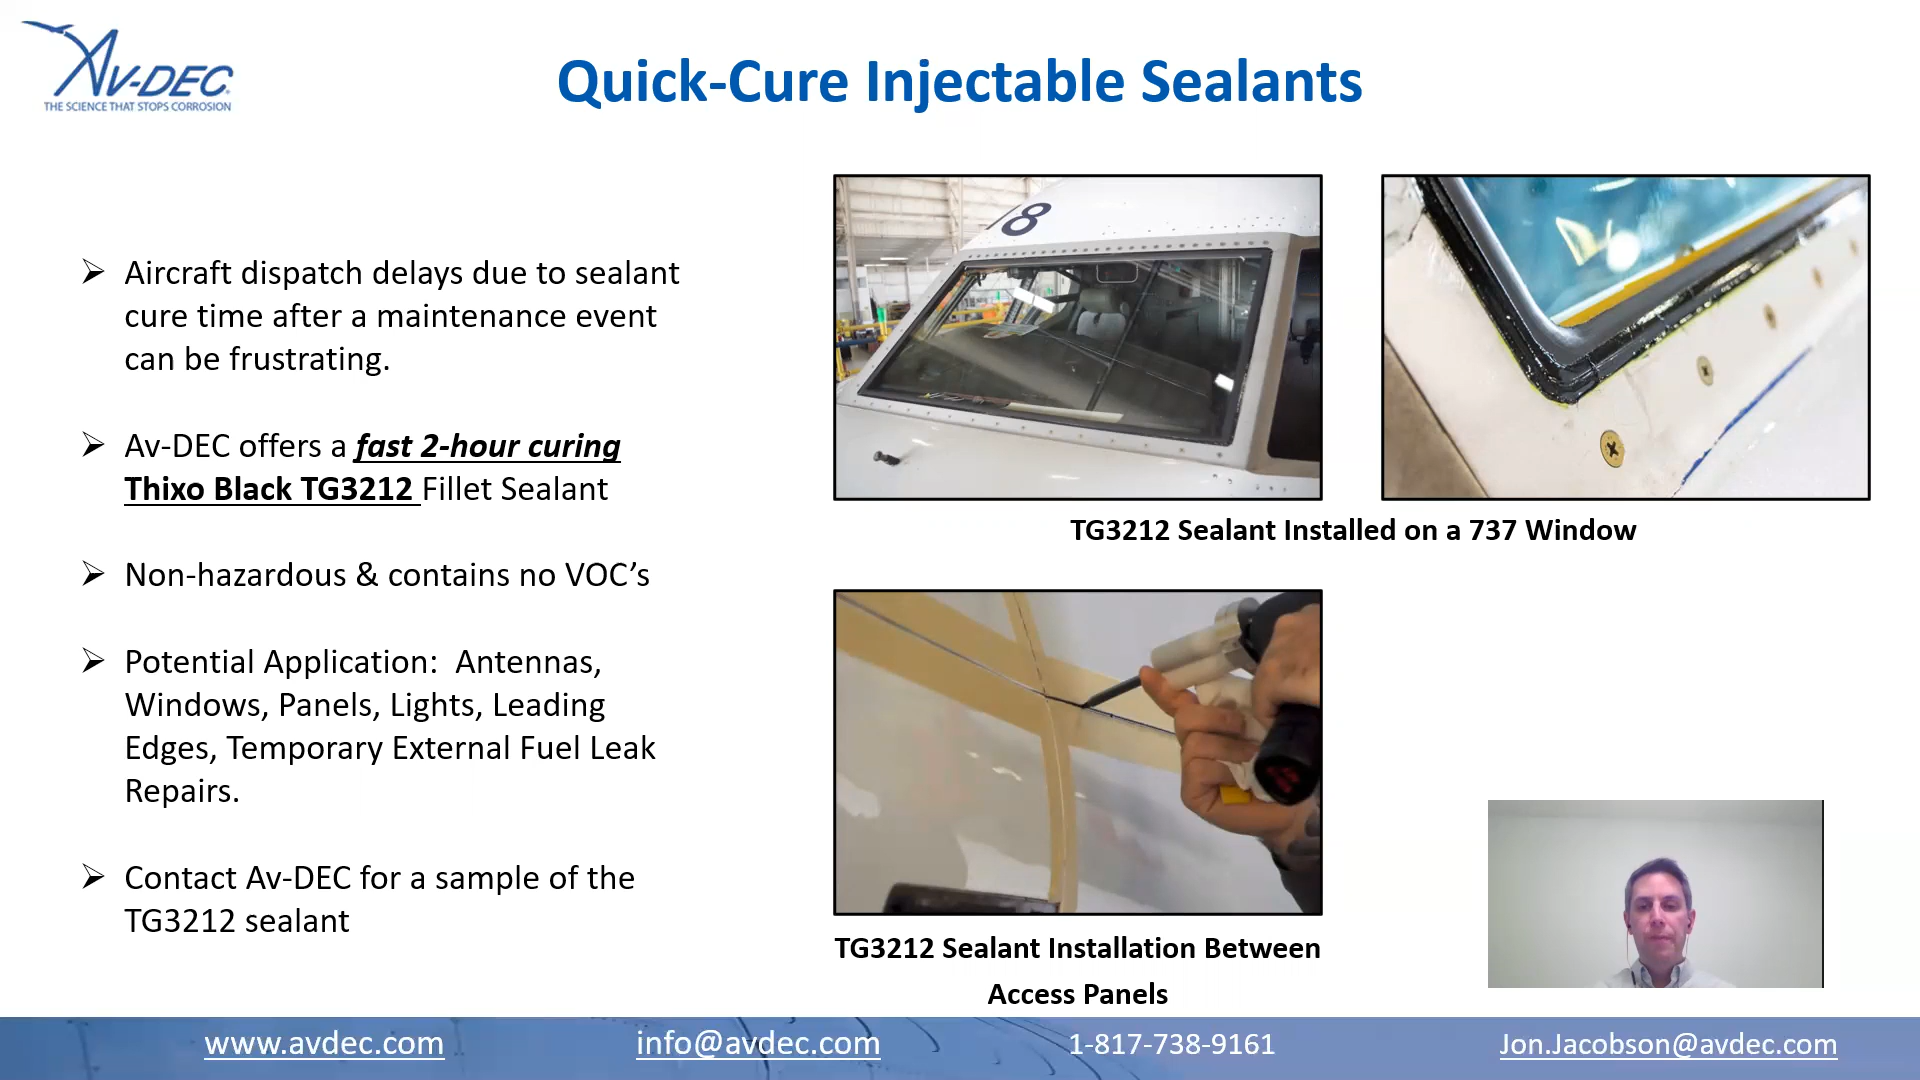 AV-DEC
THE SCIENCE THAT STOPS CORROSION
Quick-Cure Injectable Sealants
➢ Aircraft dispatch delays due to sealant
cure time after a maintenance event
can be frustrating.
➢ Av-DEC offers a fast 2-hour curing
Thixo Black TG3212 Fillet Sealant
➢ Non-hazardous & contains no VOC’s
➢ Potential Application:  Antennas,
Windows, Panels, Lights, Leading
Edges, Temporary External Fuel Leak
Repairs.
➢ Contact Av-DEC for a sample of the
TG3212 sealant
18
TG3212 Sealant Installed on a 737 Window
TG3212 Sealant Installation Between
Access Panels
www.avdec.com
info@avdec.com
1-817-738-9161
Jon.Jacobson@avdec.com